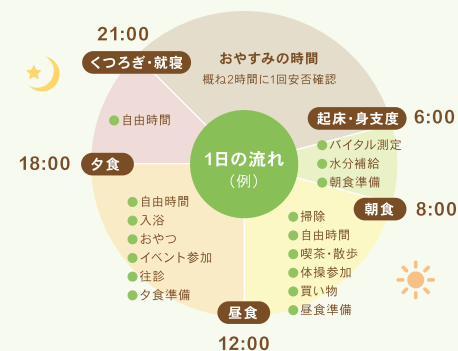 21:00
くつろぎ・就寝
おやすみの時間
概ね2時間に1回安否確認
自由時間
起床・身支度
6:00
バイタル測定
水分補給
朝食準備
18:00
夕食
1日の流れ
（例）
朝食
8:00
自由時間
入浴
おやつ
イベント参加
往診
夕食準備
掃除
自由時間
喫茶・散歩
体操参加
買い物
昼食準備
昼食
12:00